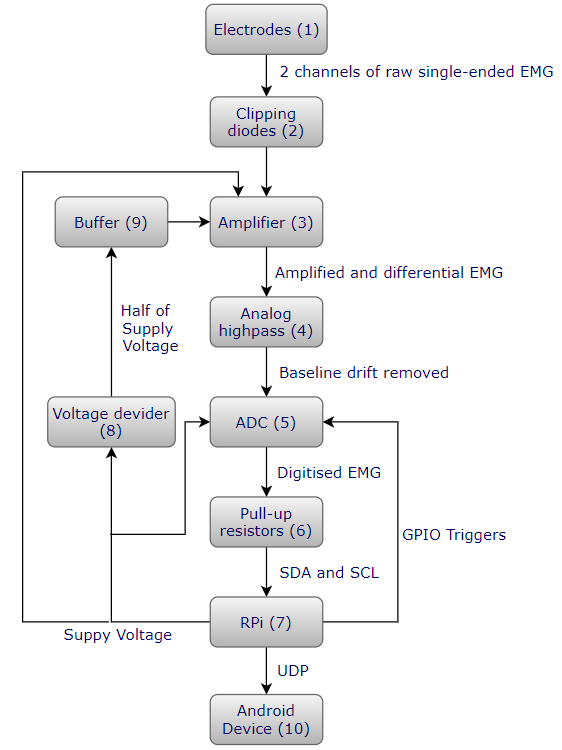 Electrodes (1)
2 channels of raw single-ended EMG
Clipping
diodes (2)
Buffer (9)
Amplifier (3)
Amplified and differential EMG
Half of
Supply
Voltage
Analog
highpass (4)
Baseline drift removed
Voltage devider
(8)
ADC (5)
Digitised EMG
Pull-up
resistors (6)
GPIO Triggers
SDA and SCL
RPi (7)
Suppy Voltage
UDP
Android
Device (10)